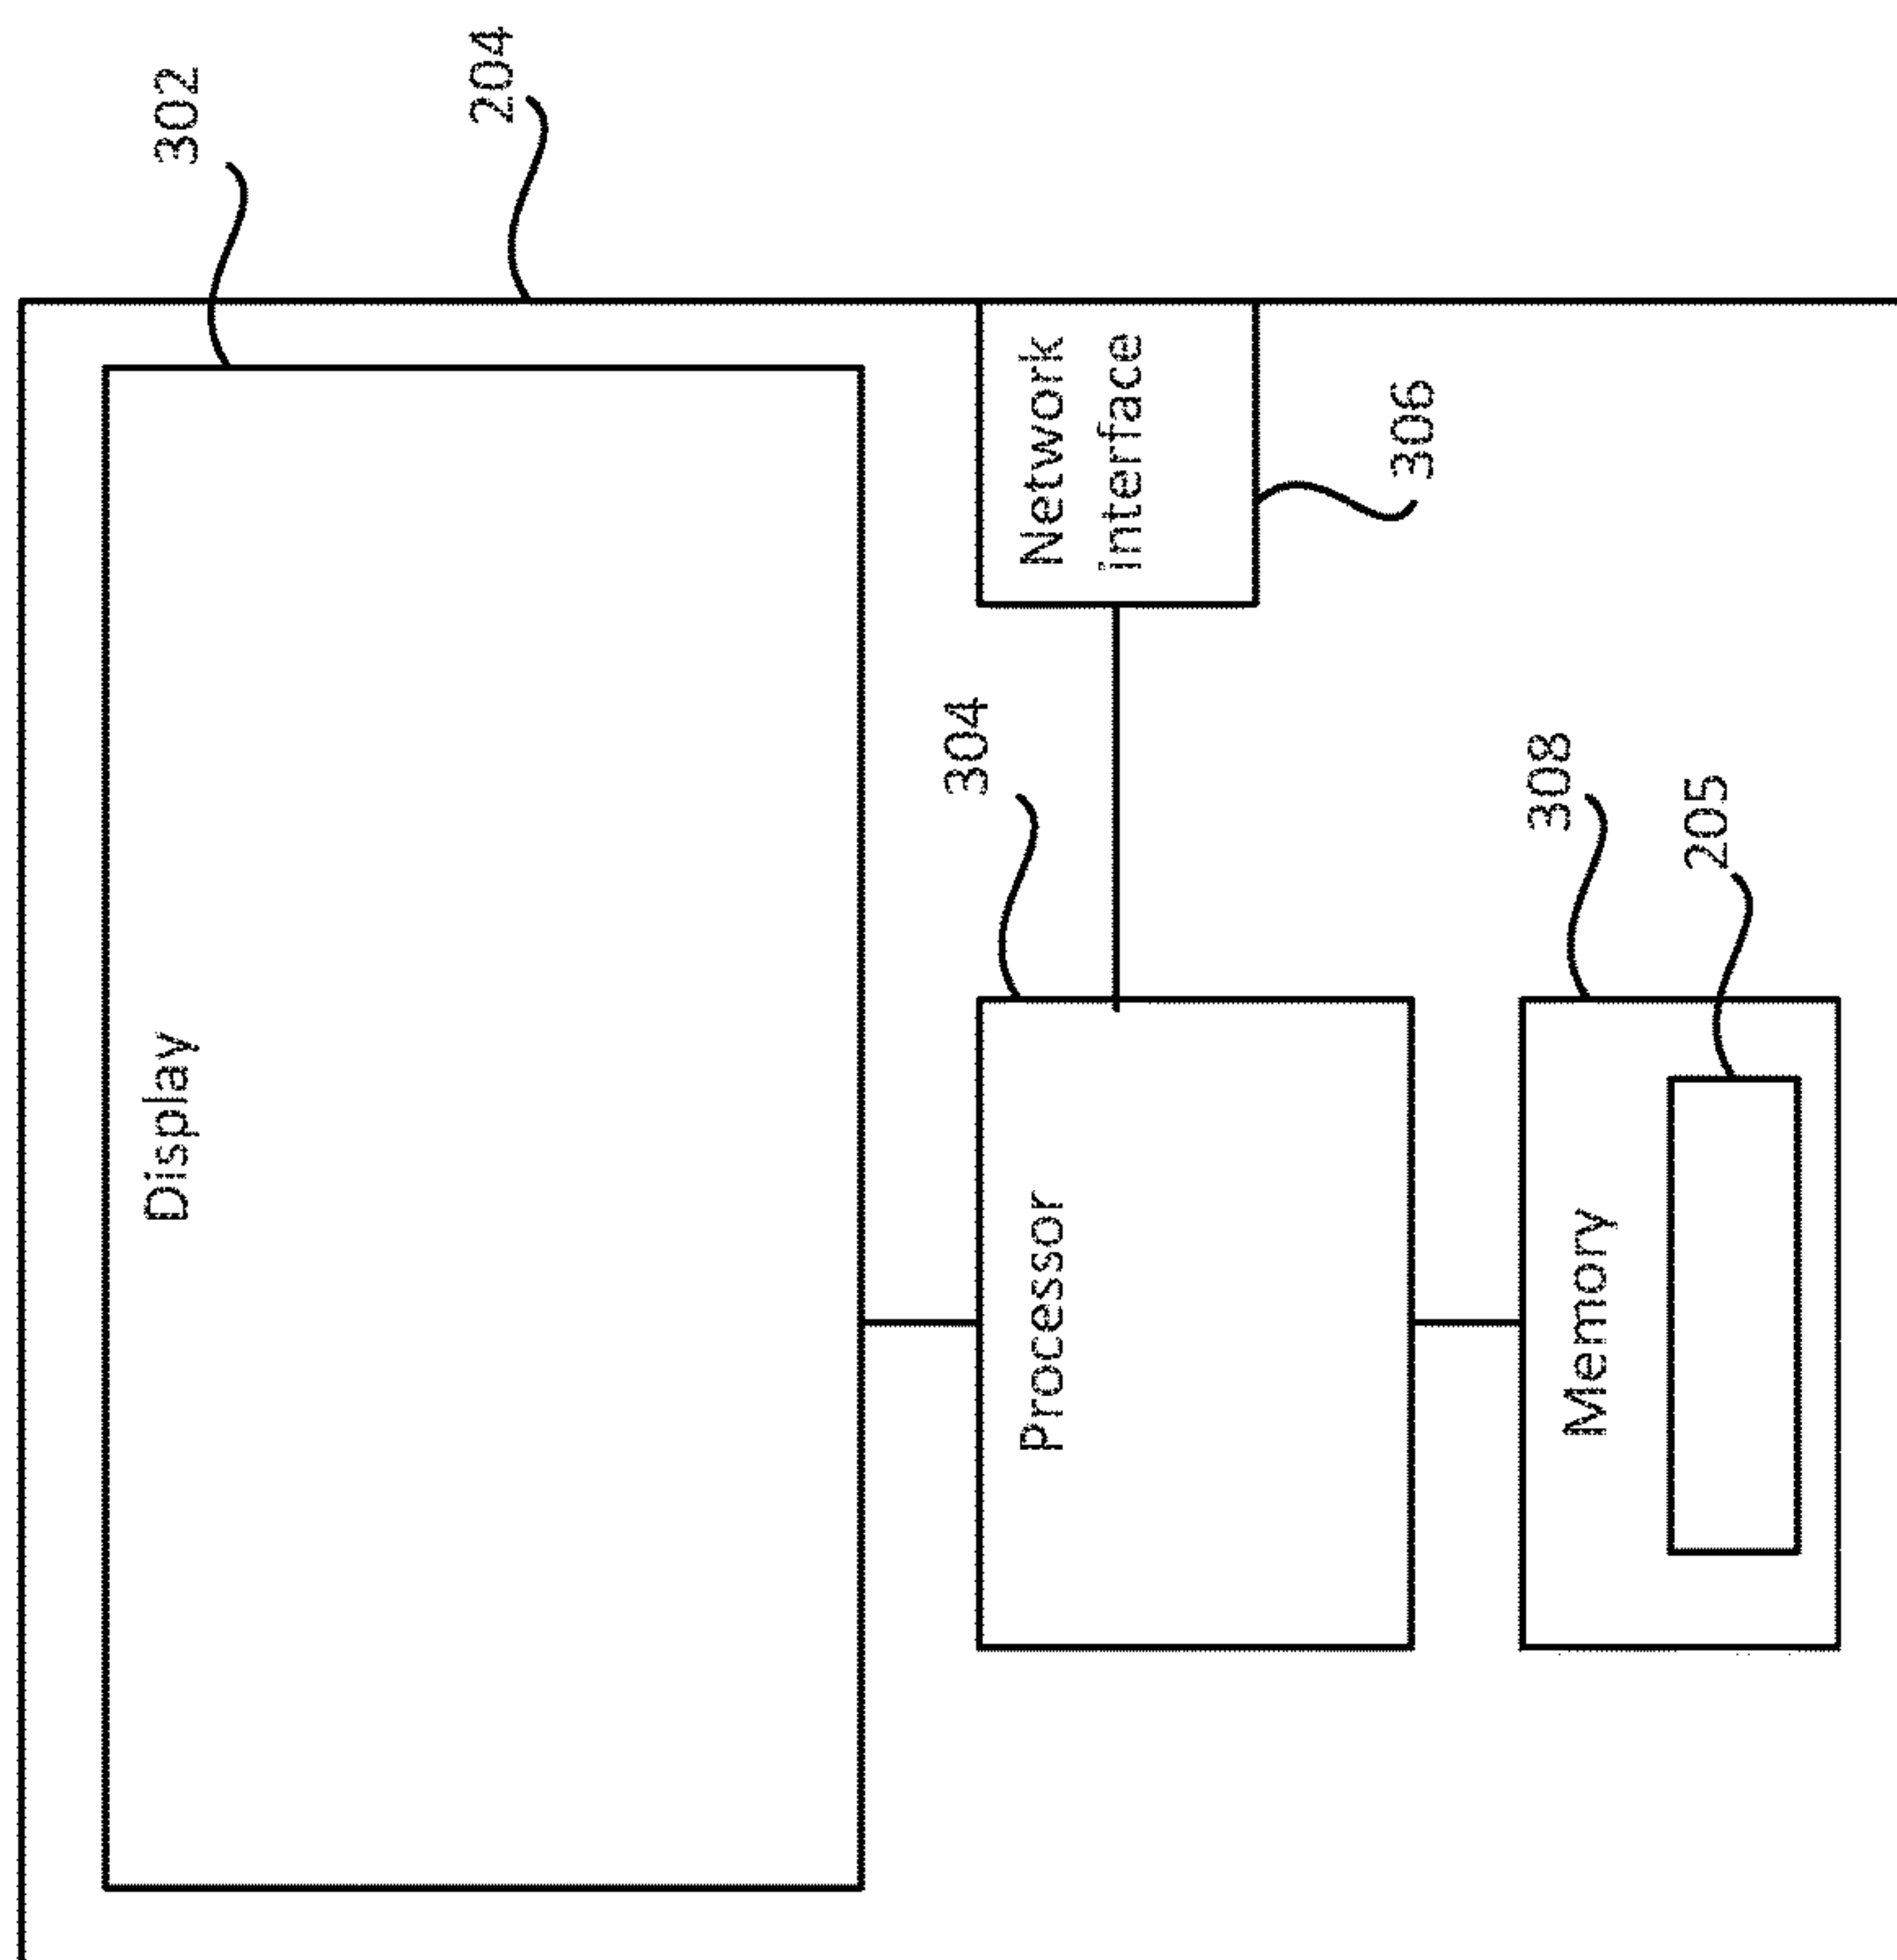 302
204
Display
Network
interface
306
304
Processor
308
205
Memory